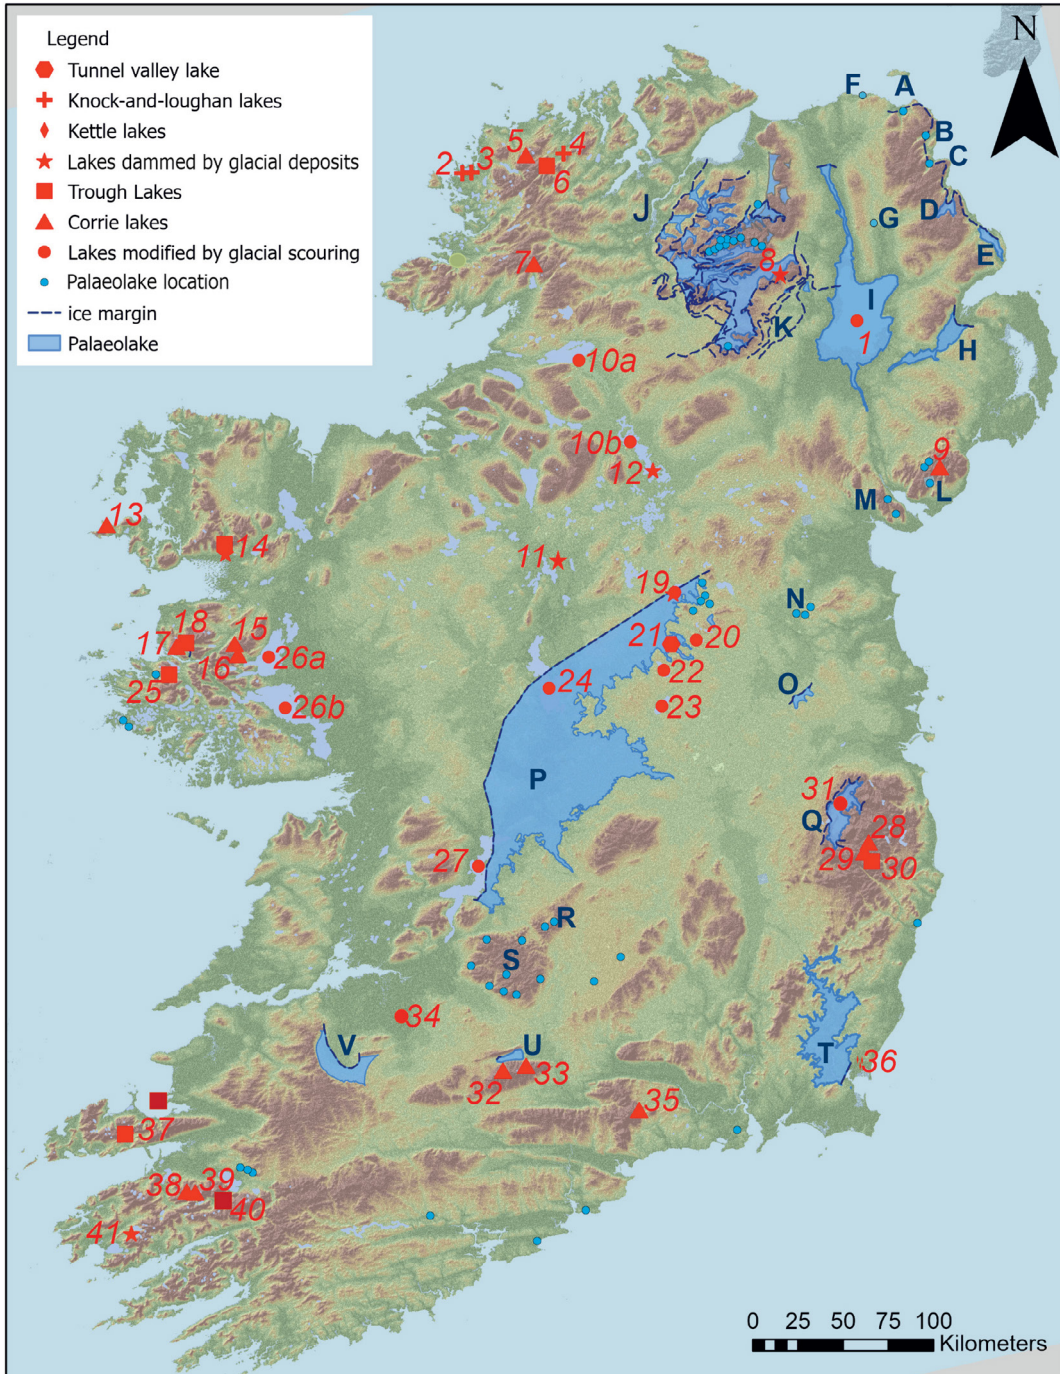 Legend
Tunnel valley lake
Knock-and-loughan lakes
Kettle lakes
Lakes dammed by glacial deposits
Trough Lakes
Corrie lakes
Lakes modified by glacial scouring
Palaeolake location
ice margin
Palaeolake
N
F
A
B
C
2
3
5
4
6
J
D
G
E
7
8
I
K
1
H
10a
10b
12
9
L
M
13
14
11
19
N
18
17
15
16
26a
21
20
22
25
26b
24
23
O
P
31
Q
28
29
30
27
R
S
34
V
U
T
36
32
33
35
37
38
39
40
41
0 25 50 75 100
Kilometers